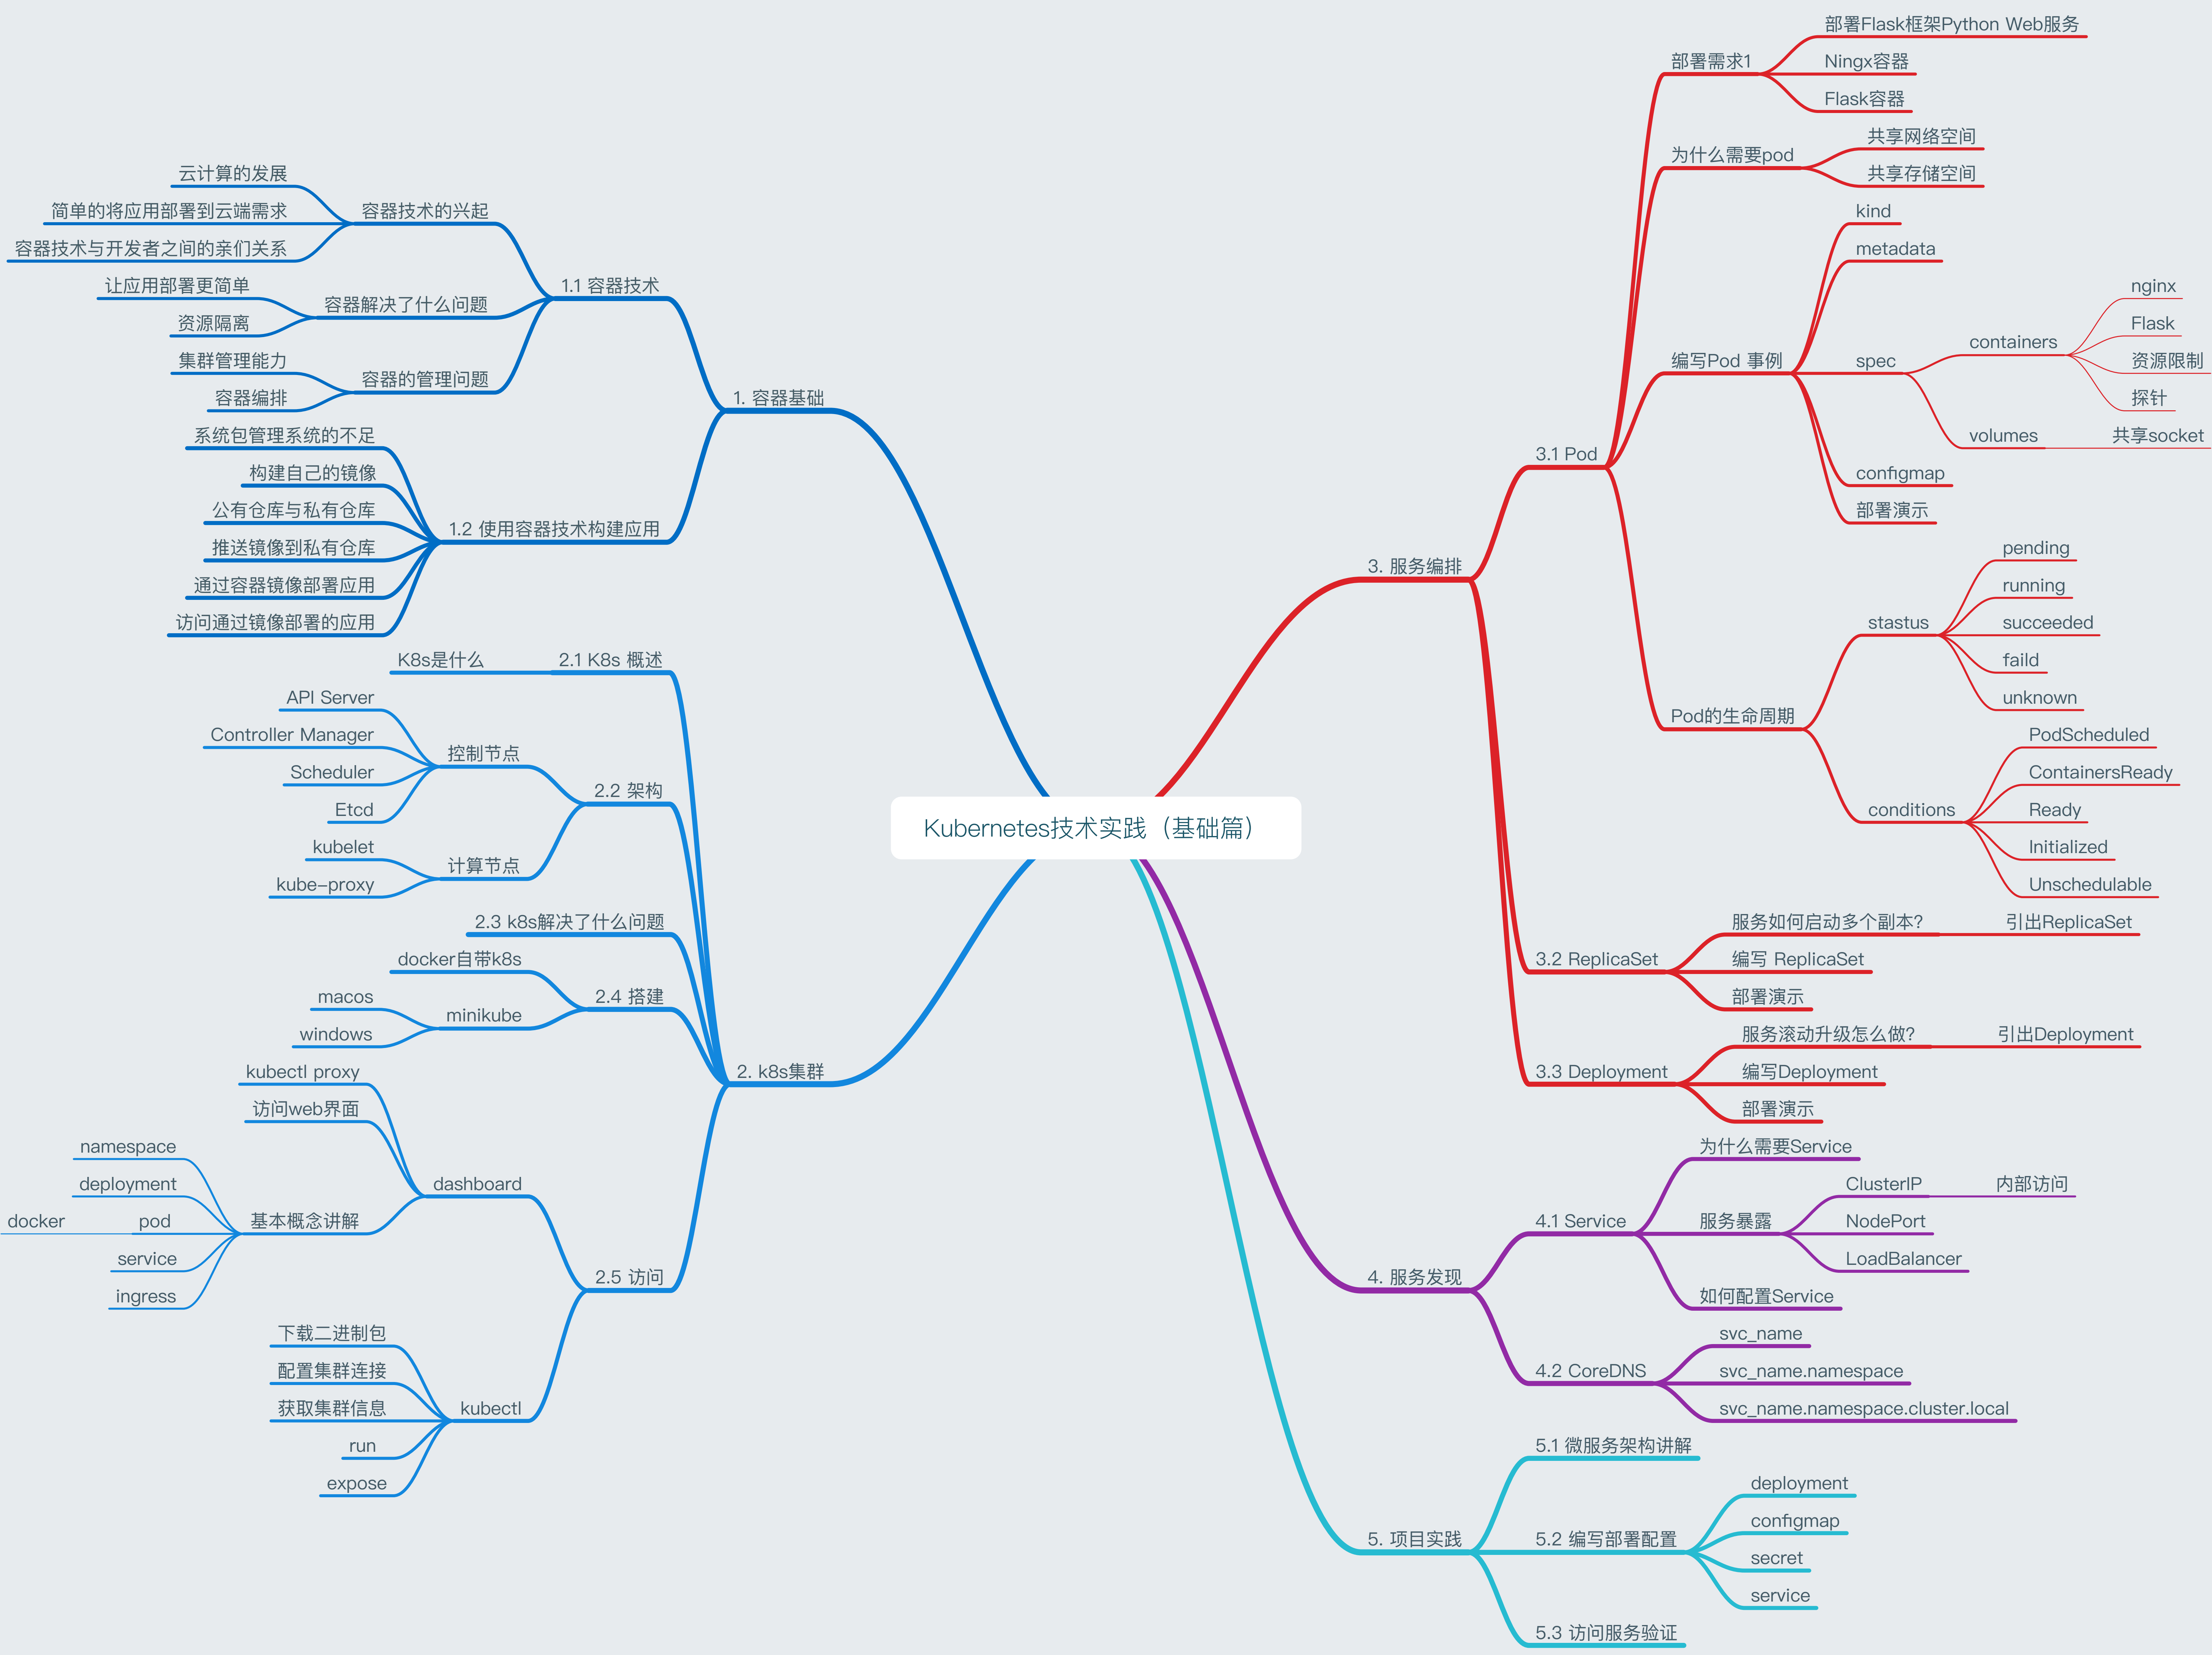 Kubernetes技术实践（基础篇）
1. 容器基础
1.1 容器技术
容器技术的兴起
云计算的发展
简单的将应用部署到云端需求
容器技术与开发者之间的亲们关系
容器解决了什么问题
让应用部署更简单
资源隔离
容器的管理问题
集群管理能力
容器编排
1.2 使用容器技术构建应用
系统包管理系统的不足
构建自己的镜像
公有仓库与私有仓库
推送镜像到私有仓库
通过容器镜像部署应用
访问通过镜像部署的应用
2. k8s集群
2.1 K8s 概述
K8s是什么
2.2 架构
控制节点
API Server
Controller Manager
Scheduler
Etcd
计算节点
kubelet
kube-proxy
2.3 k8s解决了什么问题
2.4 搭建
docker自带k8s
minikube
macos
windows
2.5 访问
dashboard
kubectl proxy
访问web界面
基本概念讲解
namespace
deployment
pod
docker
service
ingress
kubectl
下载二进制包
配置集群连接
获取集群信息
run
expose
3. 服务编排
3.1 Pod
部署需求1
部署Flask框架Python Web服务
Ningx容器
Flask容器
为什么需要pod
共享网络空间
共享存储空间
编写Pod 事例
kind
metadata
spec
containers
nginx
Flask
资源限制
探针
volumes
共享socket
configmap
部署演示
Pod的生命周期
stastus
pending
running
succeeded
faild
unknown
conditions
PodScheduled
ContainersReady
Ready
Initialized
Unschedulable
3.2 ReplicaSet
服务如何启动多个副本?
引出ReplicaSet
编写 ReplicaSet
部署演示
3.3 Deployment
服务滚动升级怎么做?
引出Deployment
编写Deployment
部署演示
4. 服务发现
4.1 Service
为什么需要Service
服务暴露
ClusterIP
内部访问
NodePort
LoadBalancer
如何配置Service
4.2 CoreDNS
svc_name
svc_name.namespace
svc_name.namespace.cluster.local
5. 项目实践
5.1 微服务架构讲解
5.2 编写部署配置
deployment
configmap
secret
service
5.3 访问服务验证